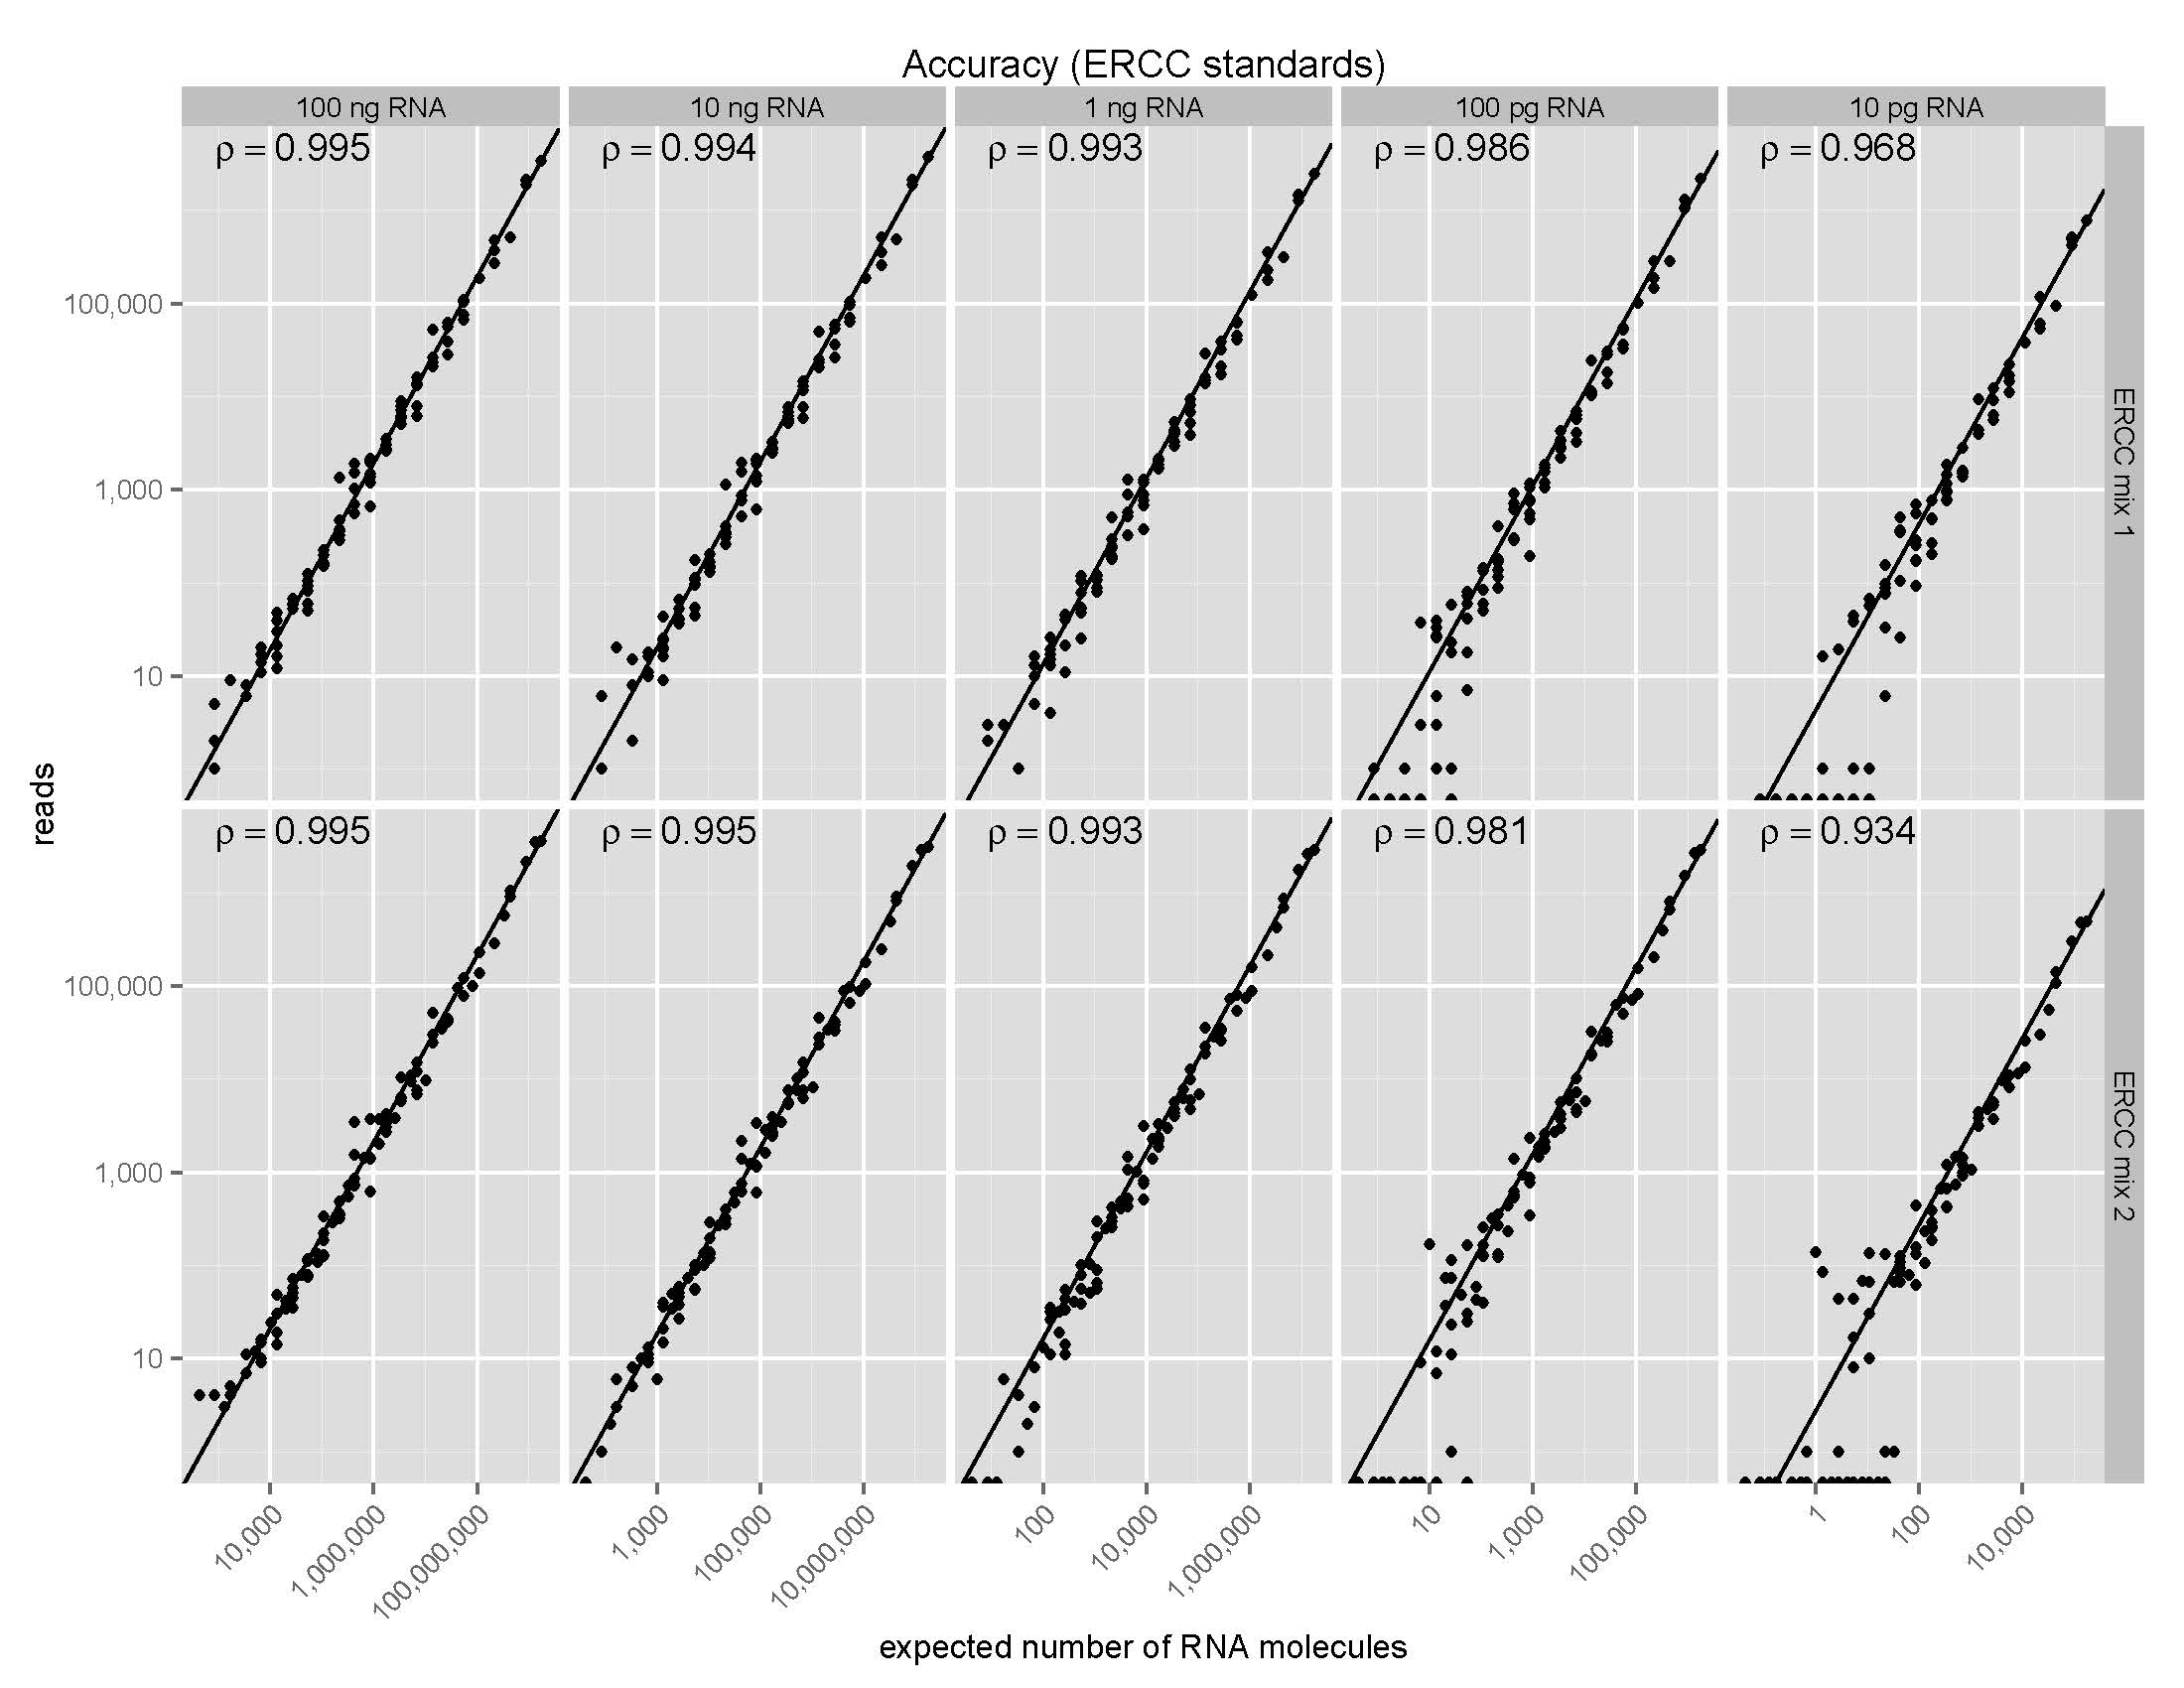 Accuracy (ERCC standards)
100 ng RNA
10 ng RNA
1 ng RNA
100 pg RNA
10 pg RNA
ρ = 0.995
ρ = 0.994
ρ = 0.993
ρ = 0.986
ρ = 0.968
100,000
1,000
10
ERCC mix 1
reads
ρ = 0.995
ρ = 0.995
ρ = 0.993
ρ = 0.981
ρ = 0.934
100,000
1,000
10
ERCC mix 2
10,000
1,000,000
100,000,000
1,000
100,000
10,000,000
100
10,000
1,000,000
10
1,000
100,000
1
100
10,000
expected number of RNA molecules